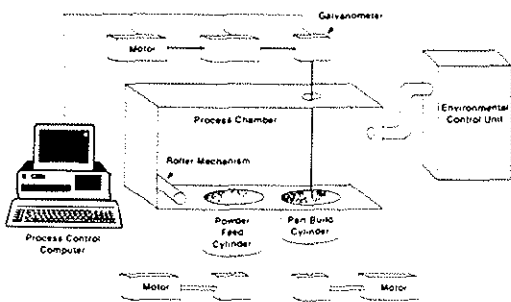 Galvanometer
Motor
Environmental
Control Unit
Process Chamber
Roller Mechanism
Powder
Feed
Cylinder
Part Build
Cylinder
Process Control
Computer
Motor
Motor